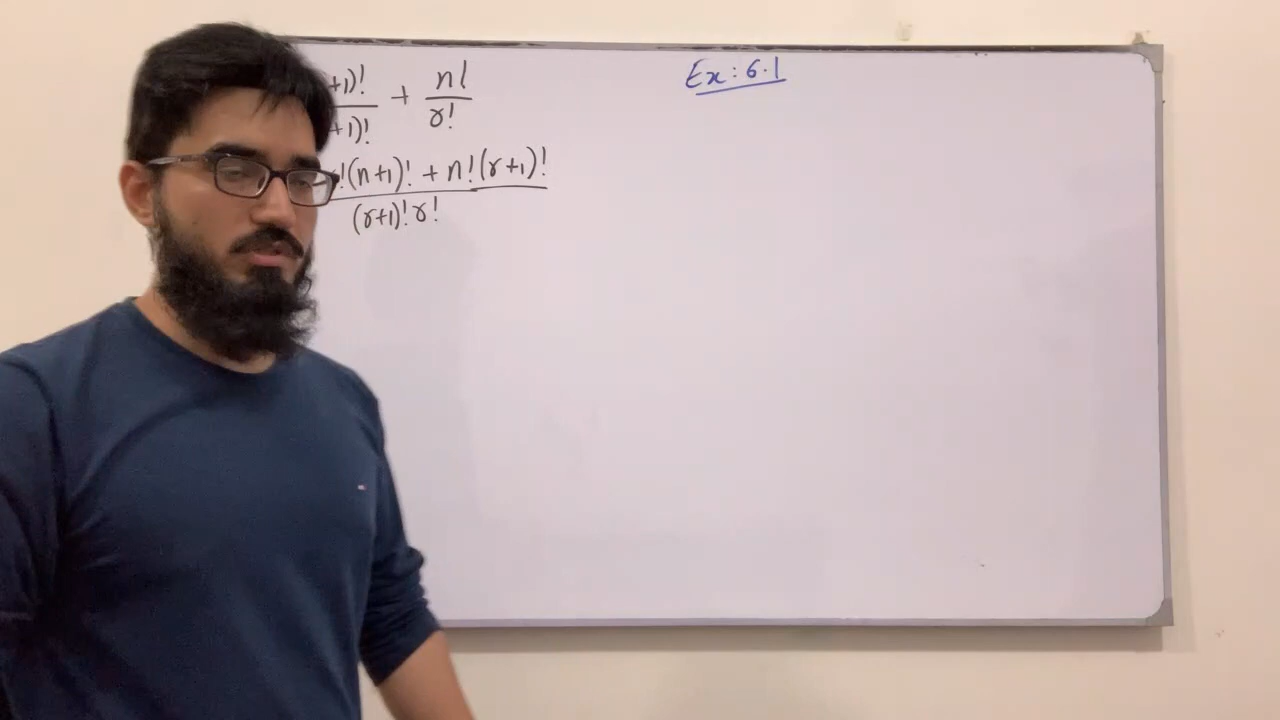 Ex: 6.1
+1)!/+1)! + n!/r!
!(n+1)! + n!(r+1)!
(r+1)! r!